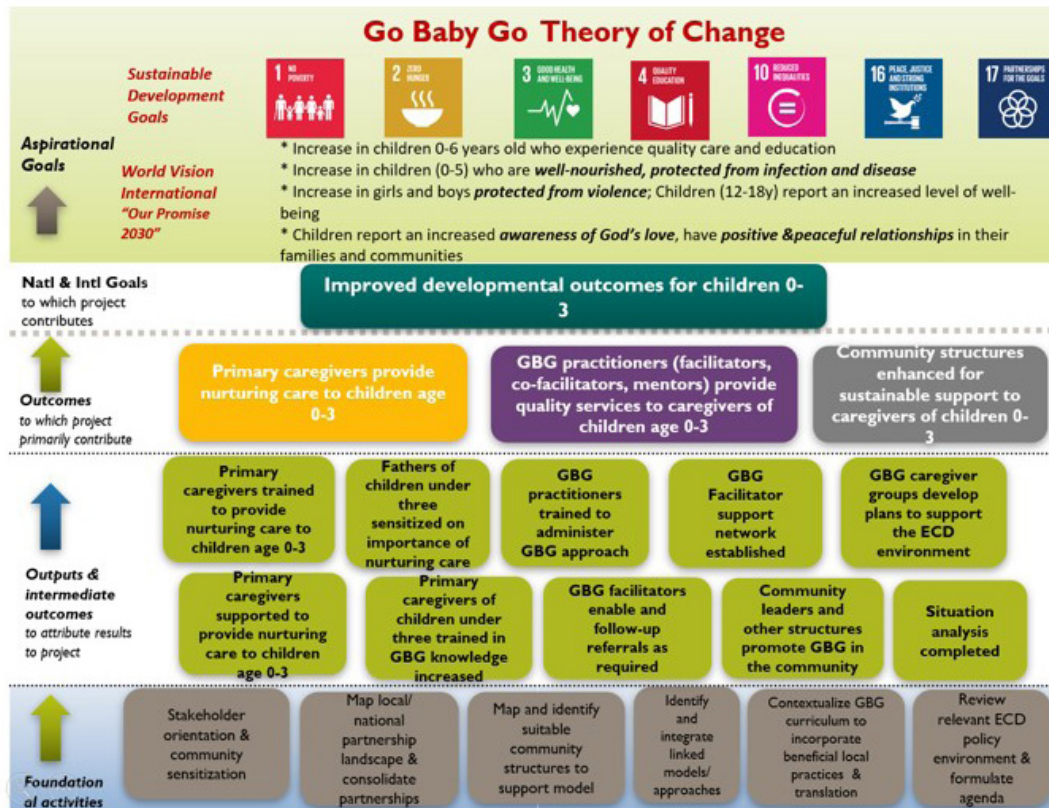 Go Baby Go Theory of Change
Sustainable
Development
Goals
1 NO
POVERTY
2 ZERO
HUNGER
3 GOOD HEALTH
AND WELL-BEING
4 QUALITY
EDUCATION
10 REDUCED
INEQUALITIES
16 PEACE, JUSTICE
AND STRONG
INSTITUTIONS
17 PARTNERSHIPS
FOR THE GOALS
Aspirational
Goals
World Vision
International
"Our Promise
2030"
* Increase in children 0-6 years old who experience quality care and education
* Increase in children (0-5) who are well-nourished, protected from infection and disease
* Increase in girls and boys protected from violence; Children (12-18y) report an increased level of well-
being
* Children report an increased awareness of God's love, have positive &peaceful relationships in their
families and communities
Natl & Intl Goals
to which project
contributes
Improved developmental outcomes for children 0-
3
Outcomes
to which project
primarily contribute
Primary caregivers provide
nurturing care to children age
0-3
GBG practitioners (facilitators,
co-facilitators, mentors) provide
quality services to caregivers of
children age 0-3
Community structures
enhanced for
sustainable support to
caregivers of children 0-
3
Outputs &
intermediate
outcomes
to attribute results
to project
Primary
caregivers trained
to provide
nurturing care to
children age 0-3
Fathers of
children under
three
sensitized on
importance of
nurturing care
GBG
practitioners
trained to
administer
GBG approach
GBG
Facilitator
support
network
established
GBG caregiver
groups develop
plans to support
the ECD
environment
Primary
caregivers
supported to
provide nurturing
care to children
age 0-3
Primary
caregivers of
children under
three trained in
GBG knowledge
increased
GBG facilitators
enable and
follow-up
referrals as
required
Community
leaders and
other structures
promote GBG in
the community
Situation
analysis
completed
Foundation
al activities
Stakeholder
orientation &
community
sensitization
Map local/
national
partnership
landscape &
consolidate
partnerships
Map and identify
suitable
community
structures to
support model
Identify
and
integrate
linked
models/
approaches
Contextualize GBG
curriculum to
incorporate
beneficial local
practices &
translation
Review
relevant ECD
policy
environment &
formulate
agenda